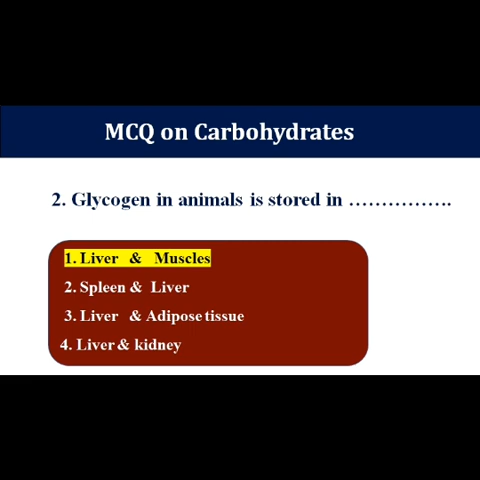 MCQ on Carbohydrates
2. Glycogen in animals is stored in …………….
1. Liver & Muscles
2. Spleen & Liver
3. Liver & Adipose tissue
4. Liver & kidney